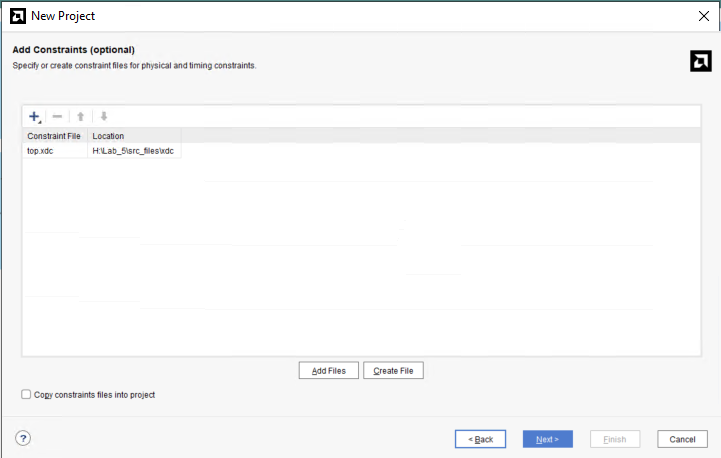 New Project
Add Constraints (optional)
Specify or create constraint files for physical and timing constraints.
Constraint File Location
top.xdc H:\Lab_5\src_files\xdc
Add Files Create File
Copy constraints files into project
? < Back Next > Finish Cancel